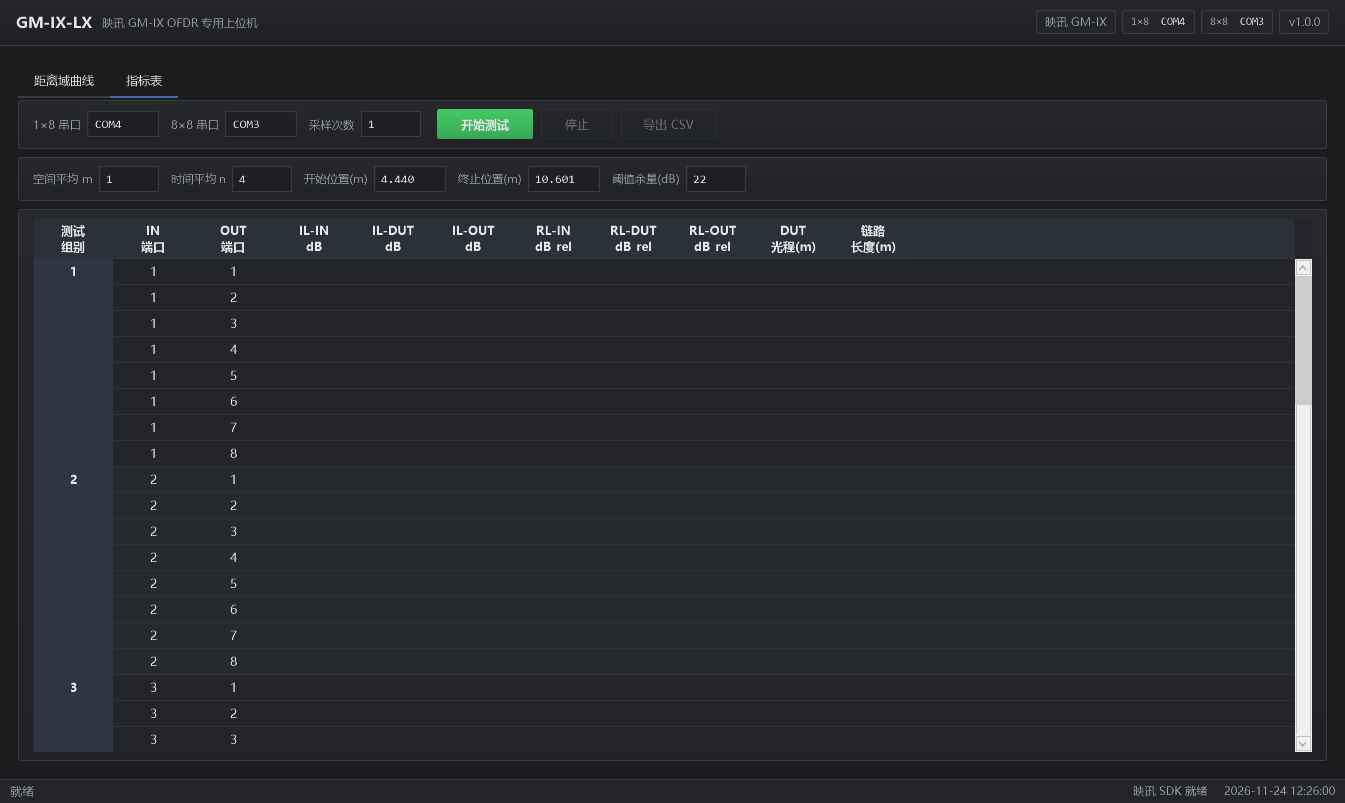 GM-IX-LX 映讯 GM-IX OFDR 专用上位机 映讯 GM-IX 1×8 COM4 8×8 COM3 v1.0.0
距离域曲线 指标表
1×8 串口 COM4 8×8 串口 COM3 采样次数 1 开始测试 停止 导出 CSV
空间平均 m 1 时间平均 n 4 开始位置(m) 4.440 终止位置(m) 10.601 阈值余量(dB) 22
测试 IN OUT IL-IN IL-DUT IL-OUT RL-IN RL-DUT RL-OUT DUT 链路
组别 端口 端口 dB dB dB dB_rel dB_rel dB_rel 光程(m) 长度(m)
1 1 1
1 2
1 3
1 4
1 5
1 6
1 7
1 8
2 2 1
2 2
2 3
2 4
2 5
2 6
2 7
2 8
3 3 1
3 2
3 3
就绪 映讯 SDK 就绪 2026-11-24 12:26:00